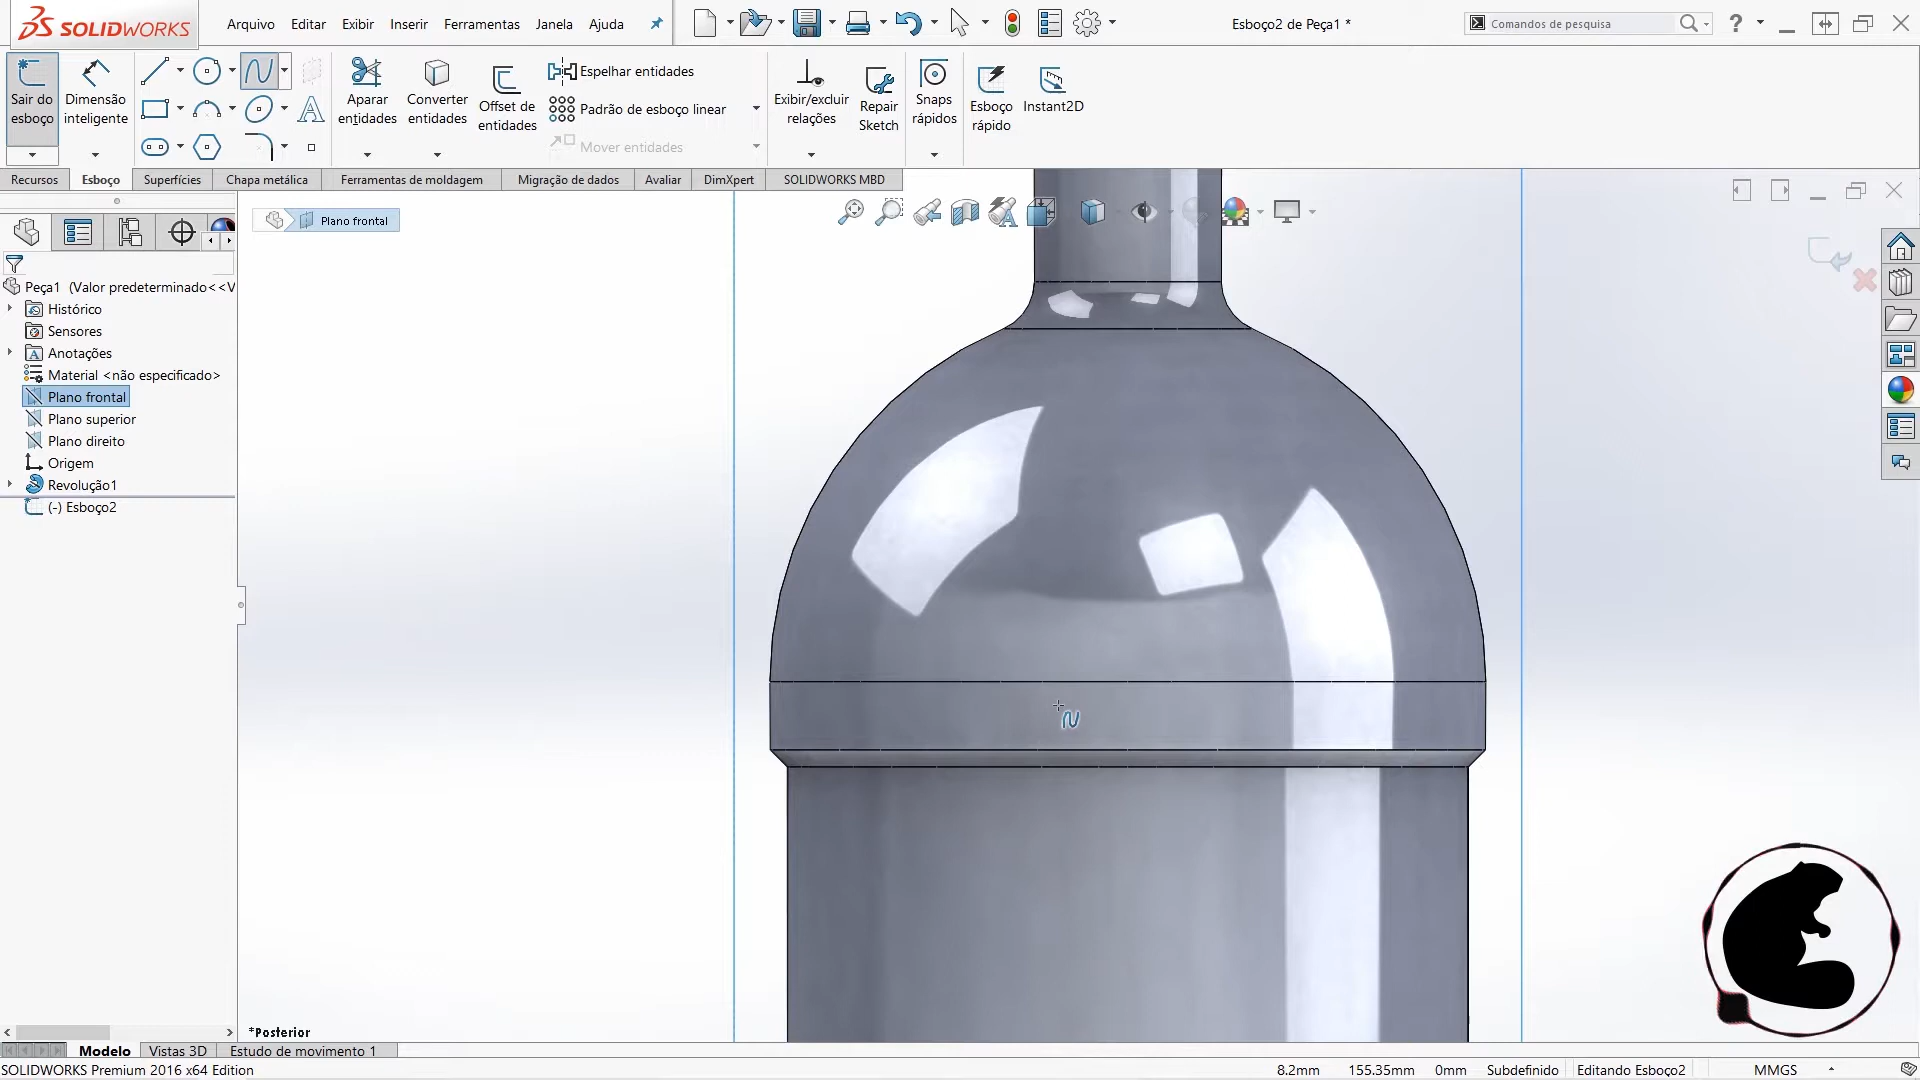 SOLIDWORKS
Arquivo Editar Exibir Inserir Ferramentas Janela Ajuda
Esboço2 de Peça1 *
Comandos de pesquisa
?
Sair do esboço
Dimensão inteligente
Aparar entidades
Converter entidades
Offset de entidades
Espelhar entidades
Padrão de esboço linear
Mover entidades
Exibir/excluir relações
Repair Sketch
Snaps rápidos
Esboço rápido
Instant2D
Recursos Esboço Superfícies Chapa metálica Ferramentas de moldagem Migração de dados Avaliar DimXpert SOLIDWORKS MBD
Plano frontal
Peça1 (Valor predeterminado<<V
Histórico
Sensores
Anotações
Material <não especificado>
Plano frontal
Plano superior
Plano direito
Origem
Revolução1
(-) Esboço2
*Posterior
Modelo Vistas 3D Estudo de movimento 1
SOLIDWORKS Premium 2016 x64 Edition
8.2mm 155.35mm 0mm Subdefinido Editando Esboço2 MMGS